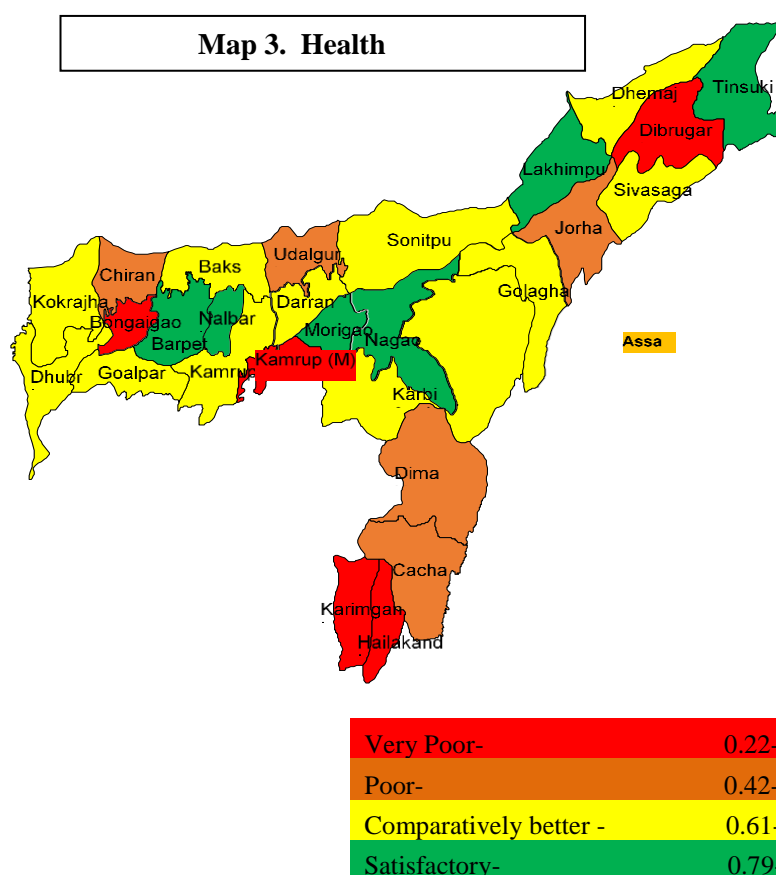 Map 3. Health
Tinsuki
Dhemaj
Dibrugar
Lakhimpu
Sivasaga
Jorha
Sonitpu
Udalgur
Baks
Chiran
Kokrajha
Darran
Golagha
Bongaigao
Nalbar
Morigao
Barpet
Nagao
Assa
Kamrup (M)
Dhubr
Goalpar
Kamrup
Karbi
Dima
Cacha
Karimgan
Hailakand
Very Poor- 0.22-
Poor- 0.42-
Comparatively better - 0.61-
Satisfactory- 0.79-